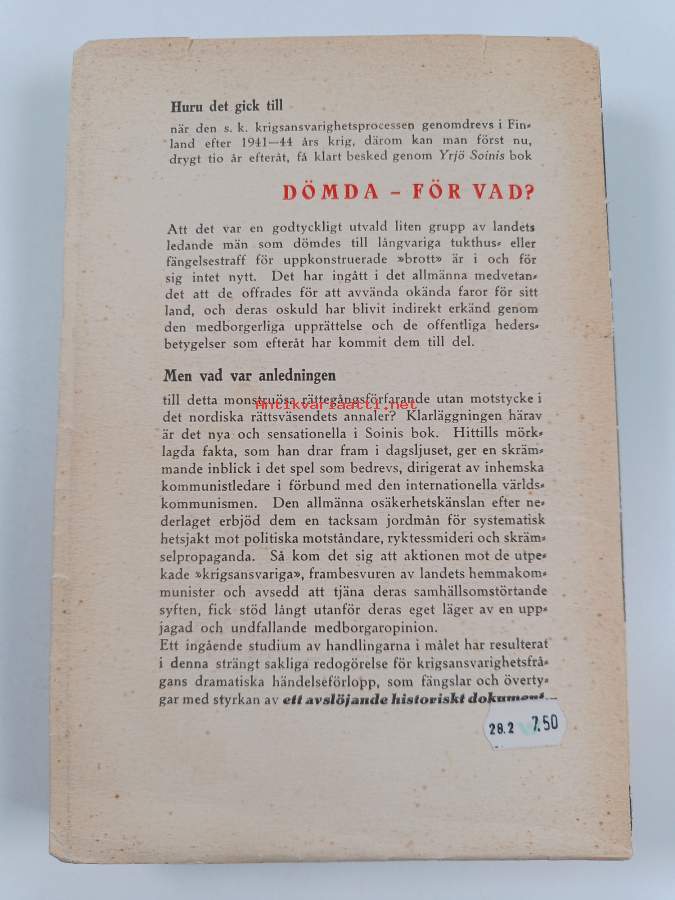 Huru det gick till
när den s. k. krigsansvarighetsprocessen genomdrevs i Fin-
land efter 1941—44 års krig, därom kan man först nu,
drygt tio år efteråt, få klart besked genom Yrjö Soinis bok
DÖMDA – FÖR VAD?
Att det var en godtyckligt utvald liten grupp av landets
ledande män som dömdes till långvariga tukthus- eller
fängelsestraff för uppkonstruerade »brott» är i och för
sig intet nytt. Det har ingått i det allmänna medvetan-
det att de offrades för att avvända okända faror för sitt
land, och deras oskuld har blivit indirekt erkänd genom
den medborgerliga upprättelse och de offentliga heders-
betygelser som efteråt har kommit dem till del.
Men vad var anledningen
till detta monstruösa rättegångsförfarande utan motstycke i
Antikvariaatti.net
det nordiska rättsväsendets annaler? Klarläggningen härav
är det nya och sensationella i Soinis bok. Hittills mörk-
lagda fakta, som han drar fram i dagsljuset, ger en skräm-
mande inblick i det spel som bedrevs, dirigerat av inhemska
kommunistledare i förbund med den internationella världs-
kommunismen. Den allmänna osäkerhetskänslan efter ne-
derlaget erbjöd dem en tacksam jordmån för systematisk
hetsjakt mot politiska motståndare, ryktessmideri och skräm-
selpropaganda. Så kom det sig att aktionen mot de utpe-
kade »krigsansvariga», frambesvuren av landets hemmakom-
munister och avsedd att tjäna deras samhällsomstörtande
syften, fick stöd långt utanför deras eget läger av en upp-
jagad och undfallande medborgaropinion.
Ett ingående studium av handlingarna i målet har resulterat
i denna strängt sakliga redogörelse för krigsansvarighetsfrå-
gans dramatiska händelseförlopp, som fängslar och överty-
gar med styrkan av ett avslöjande historiskt dokument.
28.2 7.50